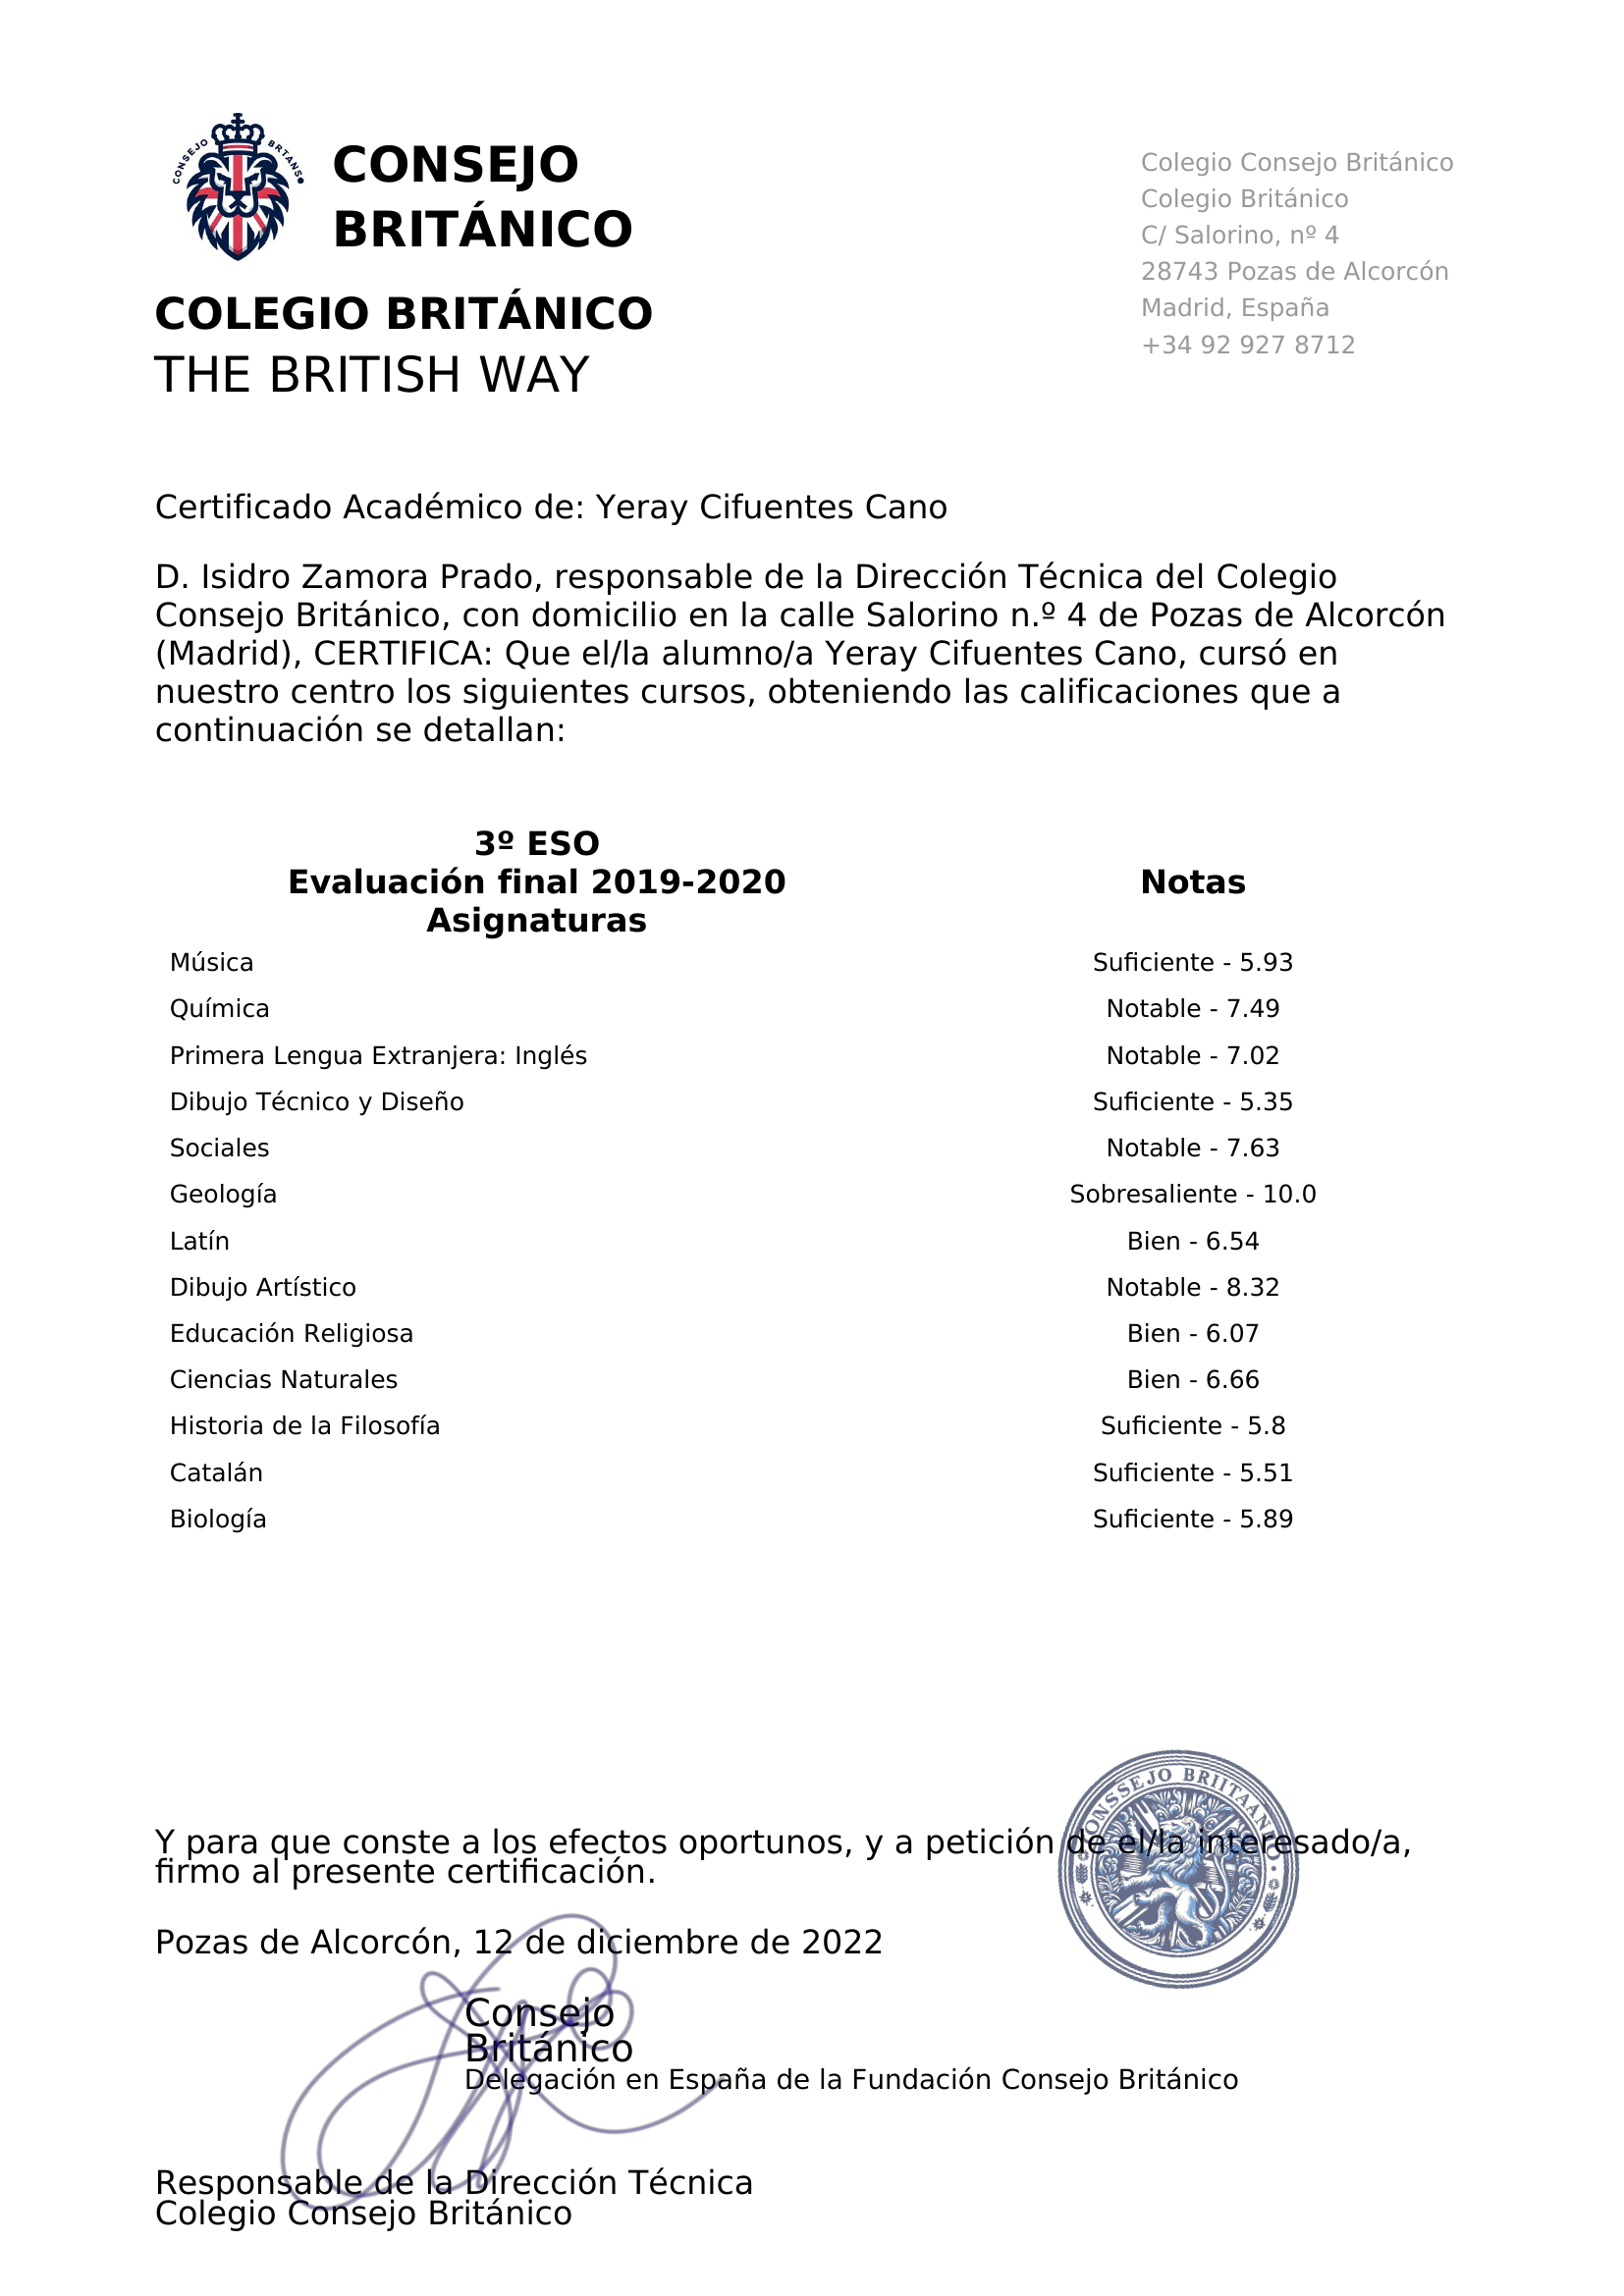 CONSEJO BRTANS
CONSEJO
BRITÁNICO
COLEGIO BRITÁNICO
THE BRITISH WAY
Colegio Consejo Británico
Colegio Británico
C/ Salorino, nº 4
28743 Pozas de Alcorcón
Madrid, España
+34 92 927 8712
Certificado Académico de: Yeray Cifuentes Cano
D. Isidro Zamora Prado, responsable de la Dirección Técnica del Colegio
Consejo Británico, con domicilio en la calle Salorino n.º 4 de Pozas de Alcorcón
(Madrid), CERTIFICA: Que el/la alumno/a Yeray Cifuentes Cano, cursó en
nuestro centro los siguientes cursos, obteniendo las calificaciones que a
continuación se detallan:
3º ESO
Evaluación final 2019-2020 Notas
Asignaturas
Música Suficiente - 5.93
Química Notable - 7.49
Primera Lengua Extranjera: Inglés Notable - 7.02
Dibujo Técnico y Diseño Suficiente - 5.35
Sociales Notable - 7.63
Geología Sobresaliente - 10.0
Latín Bien - 6.54
Dibujo Artístico Notable - 8.32
Educación Religiosa Bien - 6.07
Ciencias Naturales Bien - 6.66
Historia de la Filosofía Suficiente - 5.8
Catalán Suficiente - 5.51
Biología Suficiente - 5.89
CONSSEJO BRIITAANIO
Y para que conste a los efectos oportunos, y a petición de el/la interesado/a,
firmo al presente certificación.
Pozas de Alcorcón, 12 de diciembre de 2022
Consejo
Británico
Delegación en España de la Fundación Consejo Británico
Responsable de la Dirección Técnica
Colegio Consejo Británico